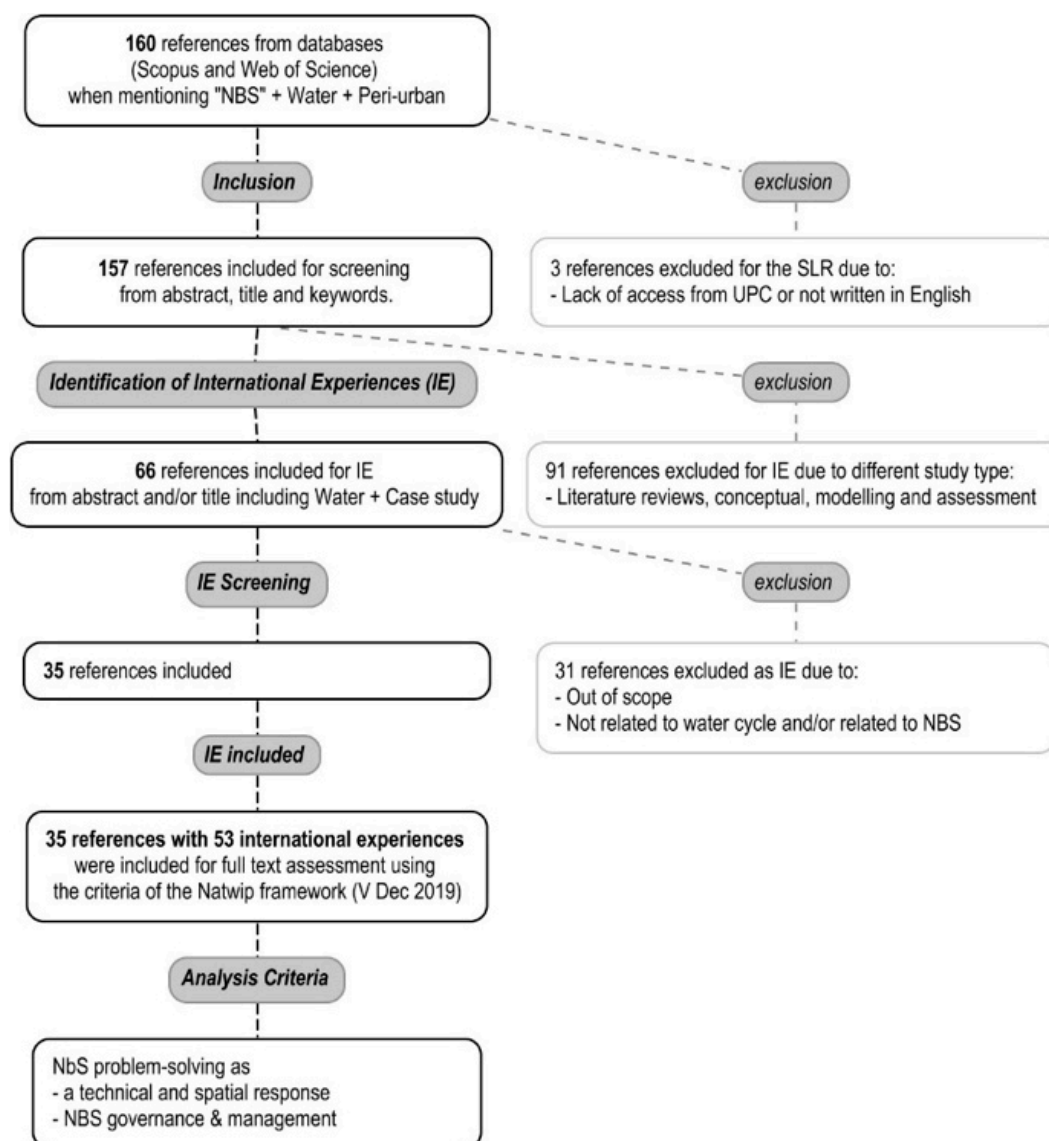 160 references from databases
(Scopus and Web of Science)
when mentioning "NBS" + Water + Peri-urban
Inclusion
exclusion
157 references included for screening
from abstract, title and keywords.
3 references excluded for the SLR due to:
- Lack of access from UPC or not written in English
Identification of International Experiences (IE)
exclusion
66 references included for IE
from abstract and/or title including Water + Case study
91 references excluded for IE due to different study type:
- Literature reviews, conceptual, modelling and assessment
IE Screening
exclusion
35 references included
31 references excluded as IE due to:
- Out of scope
- Not related to water cycle and/or related to NBS
IE included
35 references with 53 international experiences
were included for full text assessment using
the criteria of the Natwip framework (V Dec 2019)
Analysis Criteria
NbS problem-solving as
- a technical and spatial response
- NBS governance & management